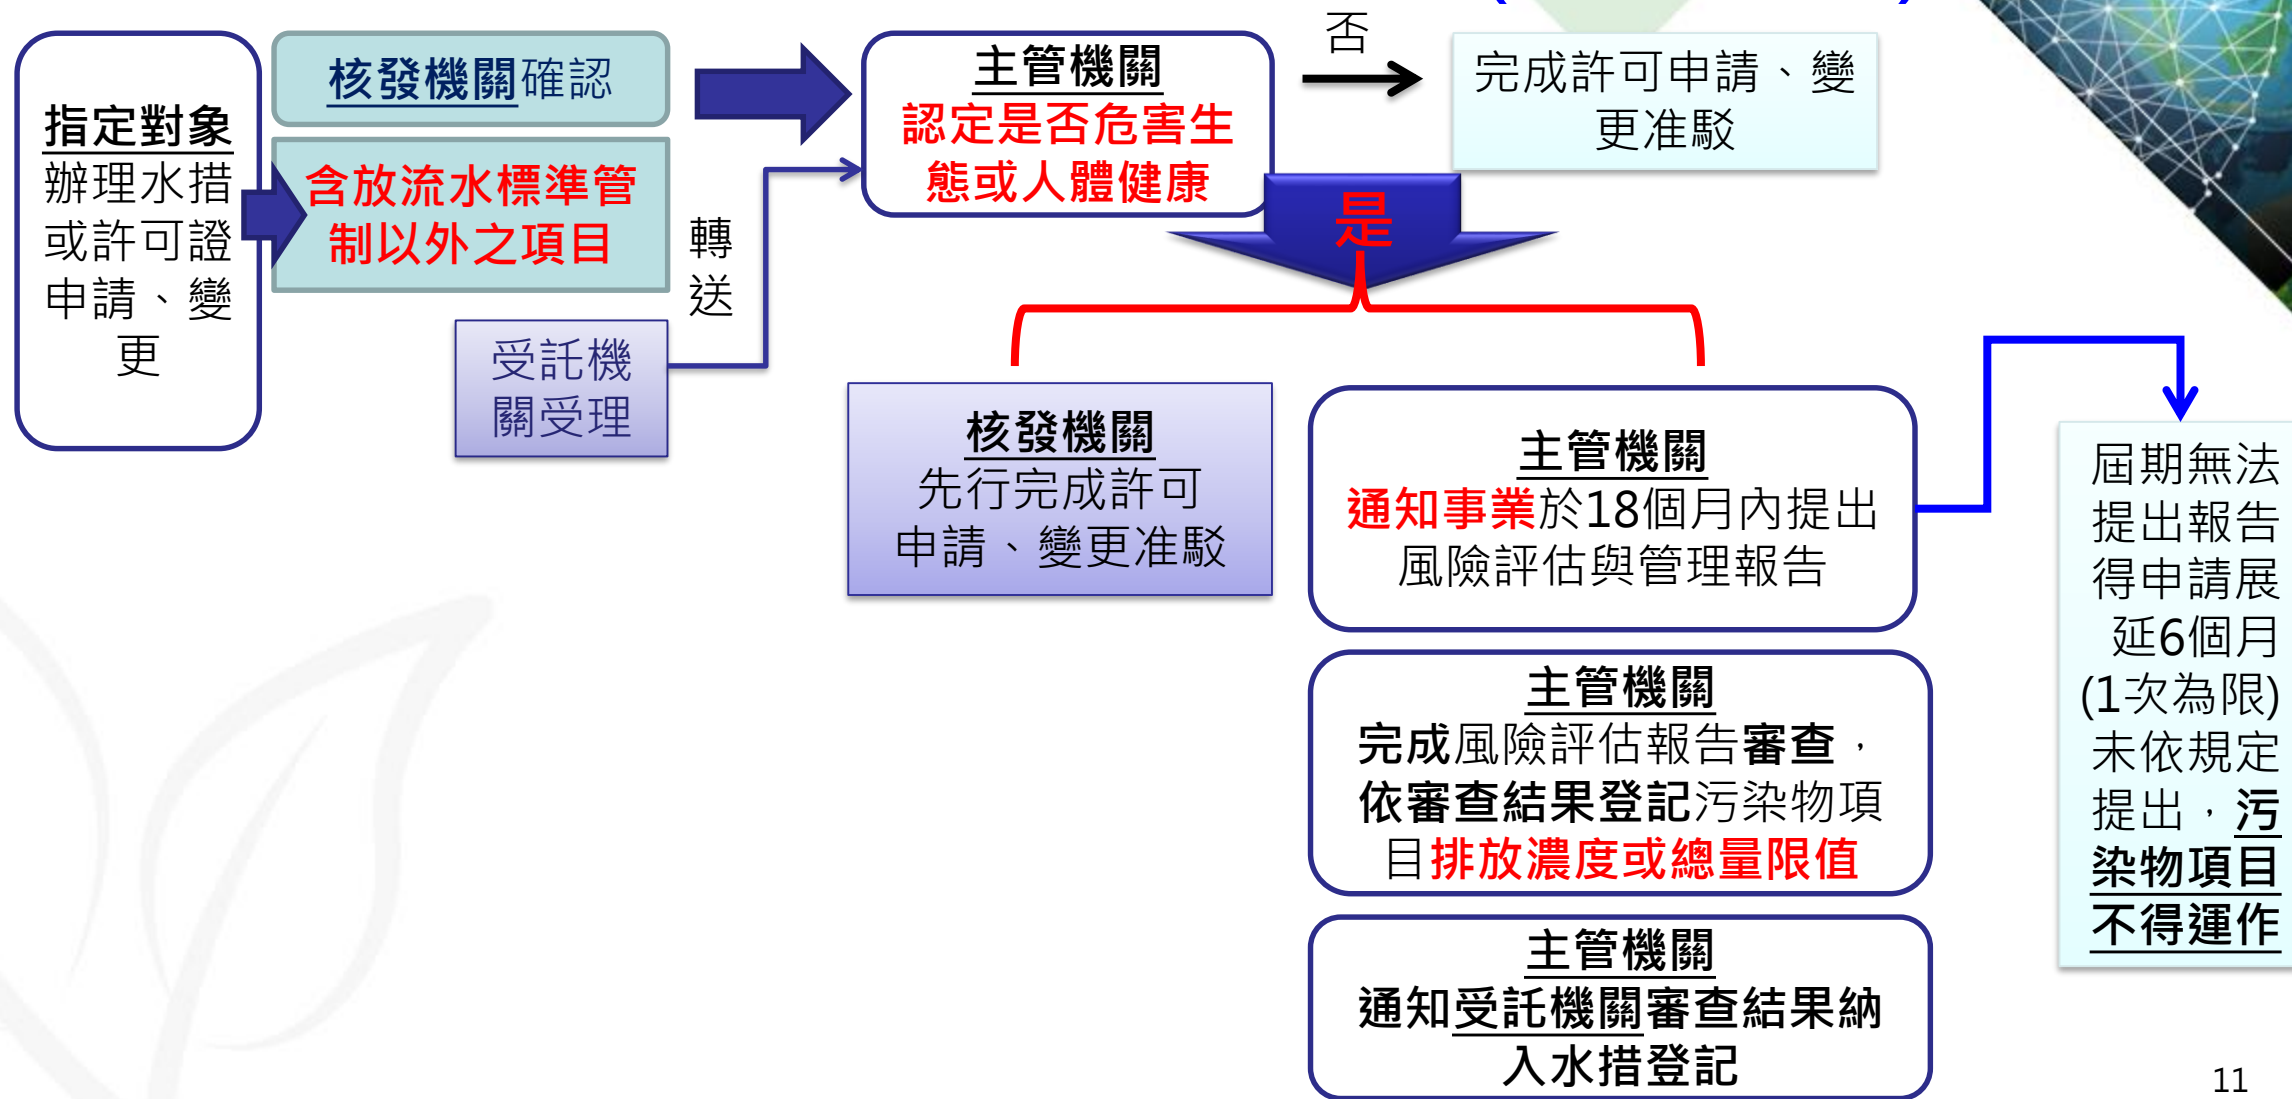 指定對象
辦理水措
或許可證
申請、變
更
核發機關確認
含放流水標準管
制以外之項目
受託機
關受理
轉
送
主管機關
認定是否危害生
態或人體健康
否
完成許可申請、變
更准駁
是
核發機關
先行完成許可
申請、變更准駁
主管機關
通知事業於18個月內提出
風險評估與管理報告
主管機關
完成風險評估報告審查，
依審查結果登記污染物項
目排放濃度或總量限值
主管機關
通知受託機關審查結果納
入水措登記
屆期無法
提出報告
得申請展
延6個月
(1次為限)
未依規定
提出，污
染物項目
不得運作
11